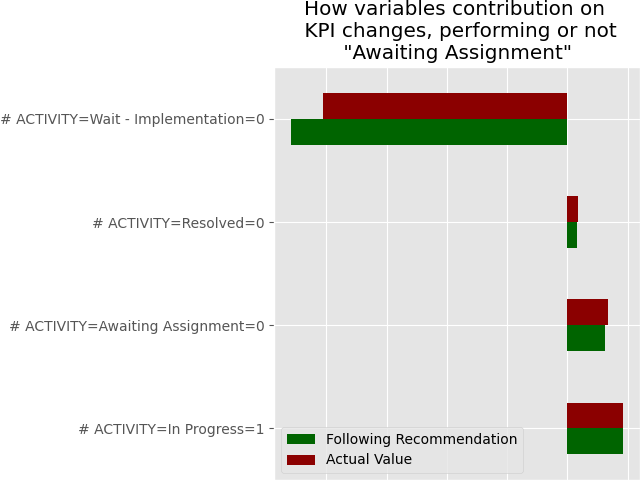 How variables contribution on
KPI changes, performing or not
"Awaiting Assignment"
# ACTIVITY=Wait - Implementation=0
# ACTIVITY=Resolved=0
# ACTIVITY=Awaiting Assignment=0
# ACTIVITY=In Progress=1
Following Recommendation
Actual Value